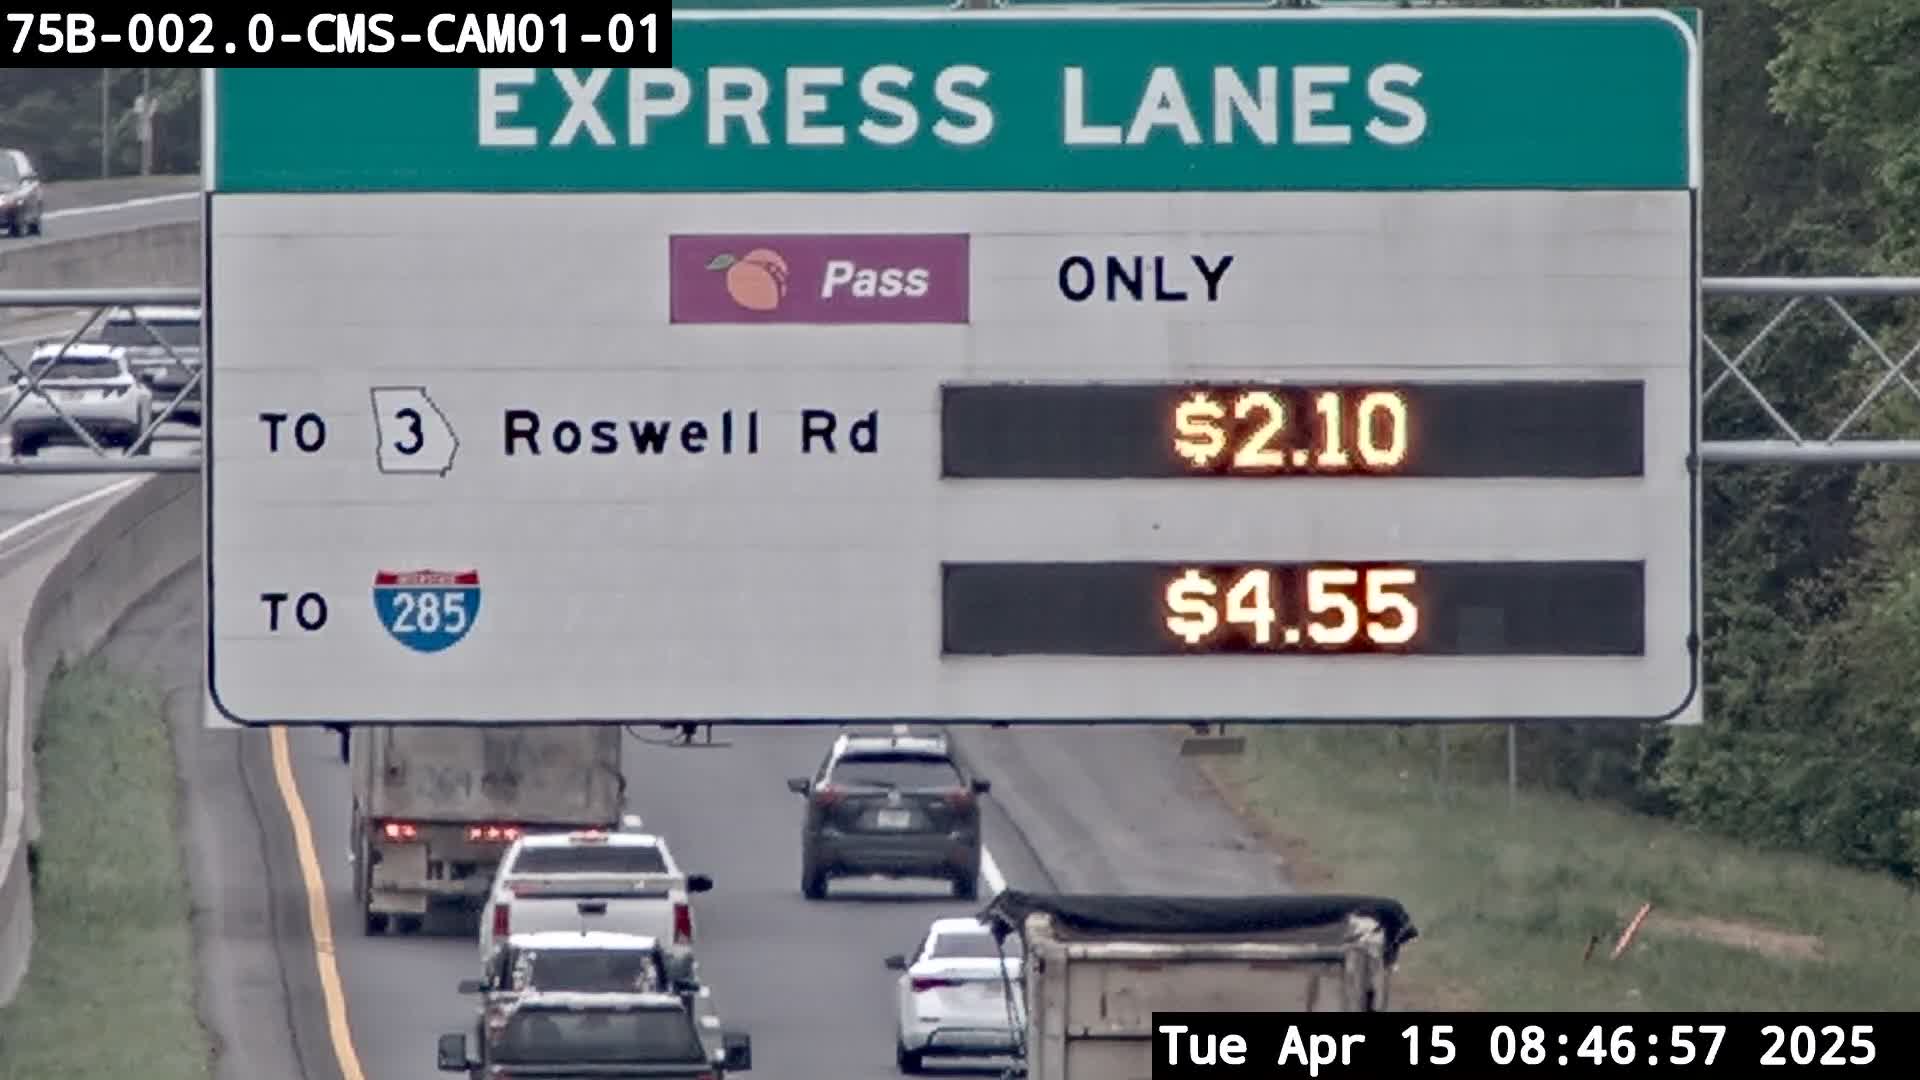 75B-002.0-CMS-CAM01-01
EXPRESS LANES
Pass ONLY
TO 3 Roswell Rd $2.10
TO INTERSTATE 285 $4.55
Tue Apr 15 08:46:57 2025